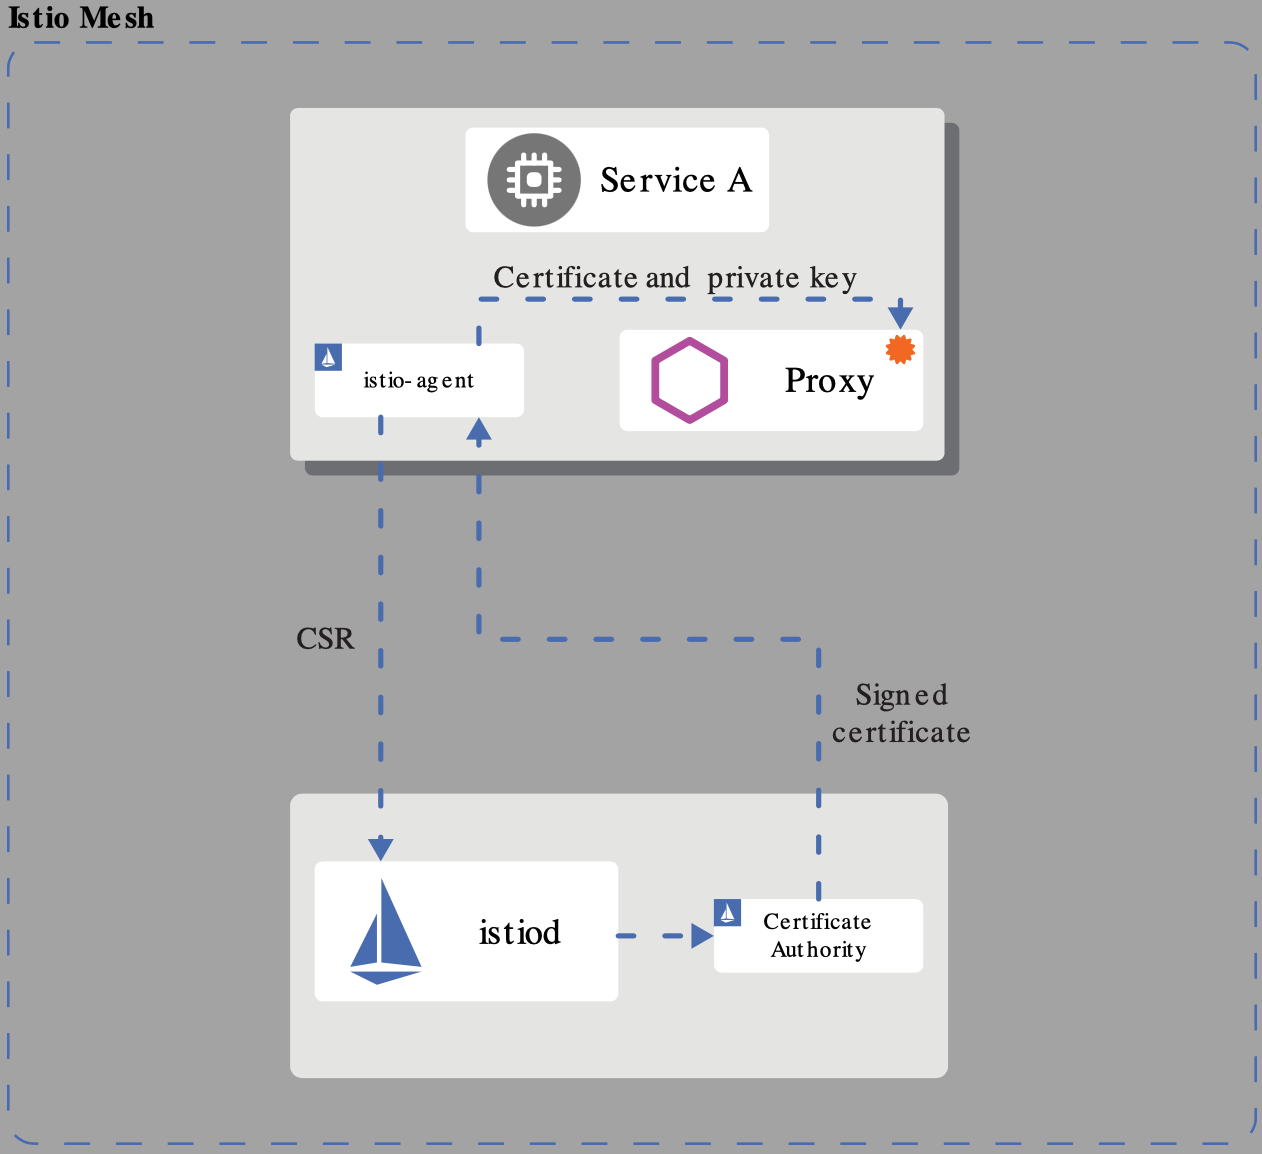 Istio Mesh
Service A
Certificate and private key
istio-agent
Proxy
CSR
Signed
certificate
istiod
Certificate
Authority